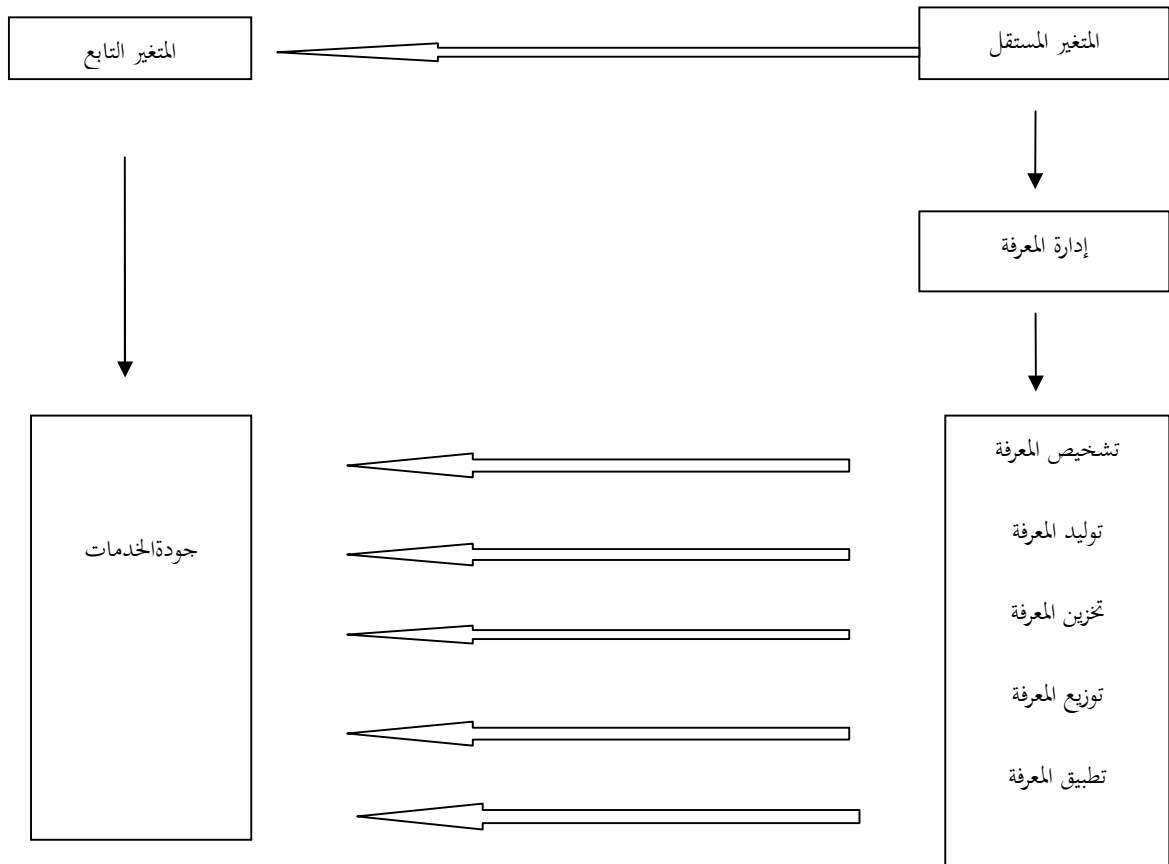 المتغير المستقل
المتغير التابع
إدارة المعرفة
تشخيص المعرفة
توليد المعرفة
تخزين المعرفة
توزيع المعرفة
تطبيق المعرفة
جودةالخدمات